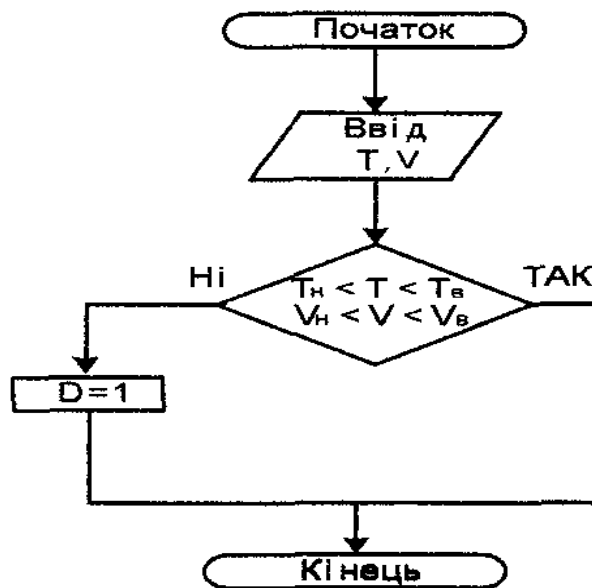 Початок
Ввід
T, V
Ні
ТАК
Tн < T < Tв
Vн < V < Vв
D=1
Кінець